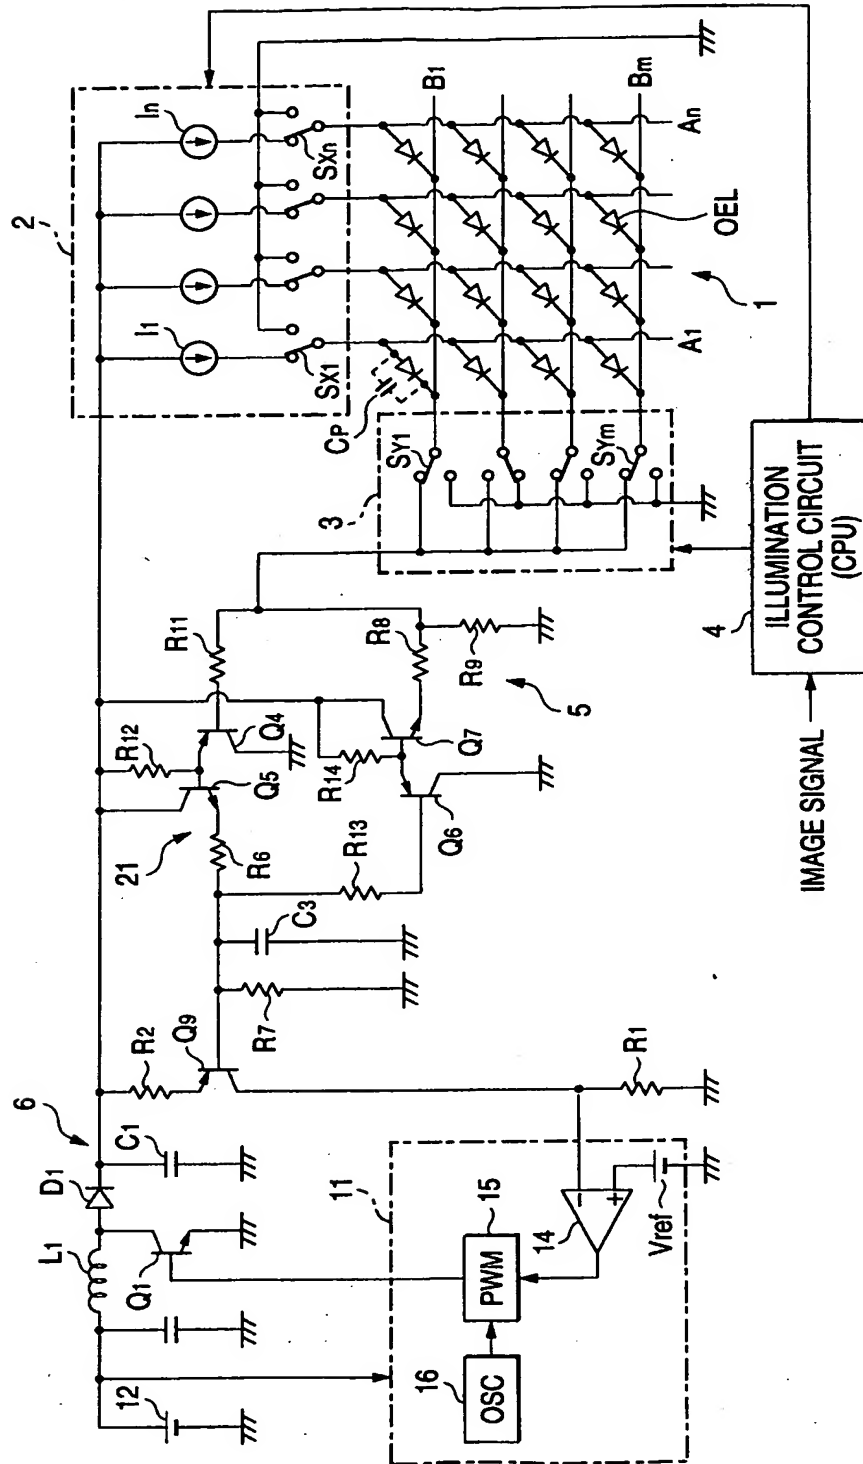 2
I1
In
SX1
SXn
6
12
L1
D1
C1
Q1
R2
Q9
R7
C3
21
R6
Q5
R12
Q4
R11
R13
Q6
R14
Q7
R8
R9
5
3
SY1
SYm
CP
B1
Bm
A1
An
OEL
1
11
16
OSC
15
PWM
14
−
+
Vref
R1
IMAGE SIGNAL
4
ILLUMINATION
CONTROL CIRCUIT
(CPU)